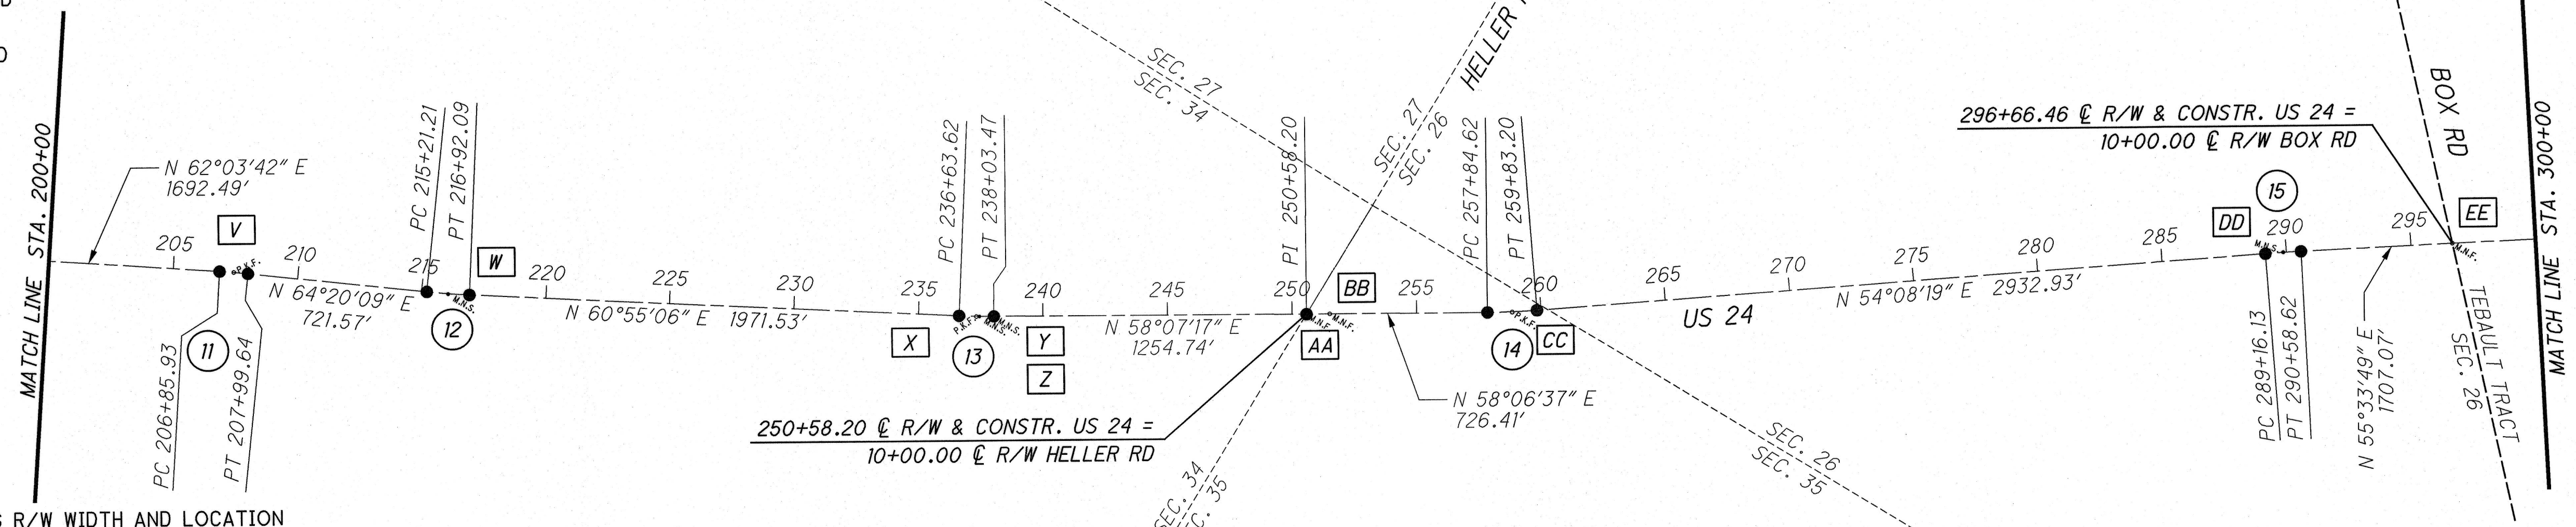 D
O
MATCH LINE STA. 200+00
N 62°03'42" E
1692.49'
205
V
P.K.F.
210
11
PC 206+85.93
PT 207+99.64
N 64°20'09" E
721.57'
PC 215+21.21
PT 216+92.09
215
W
M.N.S.
12
220
225
230
235
N 60°55'06" E 1971.53'
PC 236+63.62
PT 238+03.47
X
P.K.F.
M.N.S.
M.N.S.
13
Y
Z
240
245
250
N 58°07'17" E
1254.74'
PI 250+58.20
SEC. 27
SEC. 34
SEC. 27
SEC. 26
HELLER
M.N.F.
M.N.F.
AA
BB
255
250+58.20 ℄ R/W & CONSTR. US 24 =
10+00.00 ℄ R/W HELLER RD
SEC. 34
SEC. 35
N 58°06'37" E
726.41'
PC 257+84.62
PT 259+83.20
P.K.F.
14
CC
260
265
270
275
280
285
US 24
N 54°08'19" E 2932.93'
SEC. 26
SEC. 35
296+66.46 ℄ R/W & CONSTR. US 24 =
10+00.00 ℄ R/W BOX RD
BOX RD
15
DD
M.N.S.
290
295
EE
M.N.F.
PC 289+16.13
PT 290+58.62
N 55°33'49" E
1707.07'
TEBAULT TRACT
SEC. 26
MATCH LINE STA. 300+00
S R/W WIDTH AND LOCATION